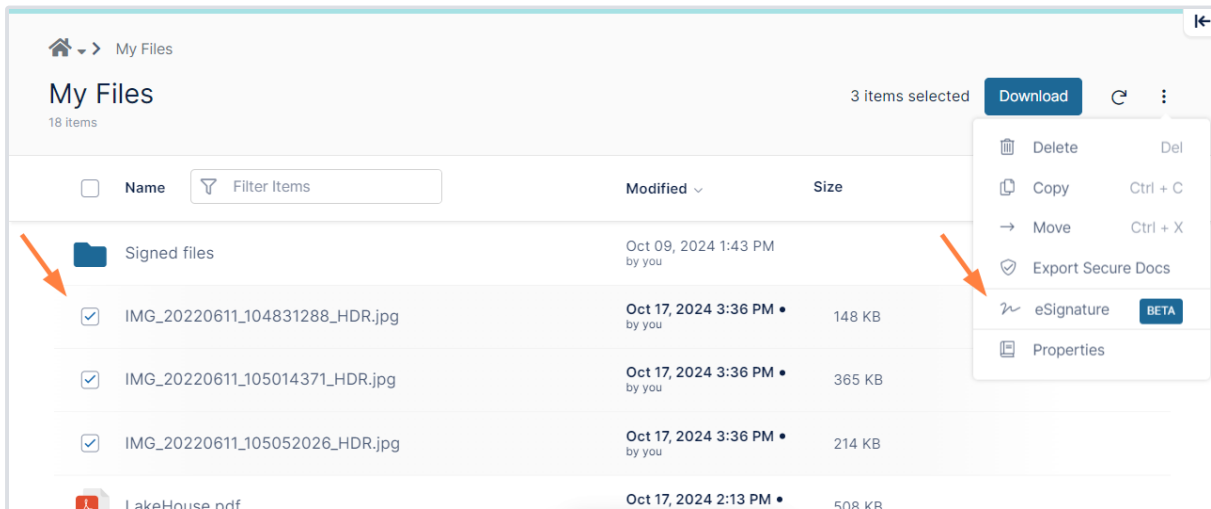 My Files
My Files
18 items
3 items selected
Download
Delete Del
Copy Ctrl + C
Move Ctrl + X
Export Secure Docs
eSignature BETA
Properties
Name
Filter Items
Modified
Size
Signed files
Oct 09, 2024 1:43 PM
by you
IMG_20220611_104831288_HDR.jpg
Oct 17, 2024 3:36 PM
by you
148 KB
IMG_20220611_105014371_HDR.jpg
Oct 17, 2024 3:36 PM
by you
365 KB
IMG_20220611_105052026_HDR.jpg
Oct 17, 2024 3:36 PM
by you
214 KB
LakeHouse.pdf
Oct 17, 2024 2:13 PM
508 KB